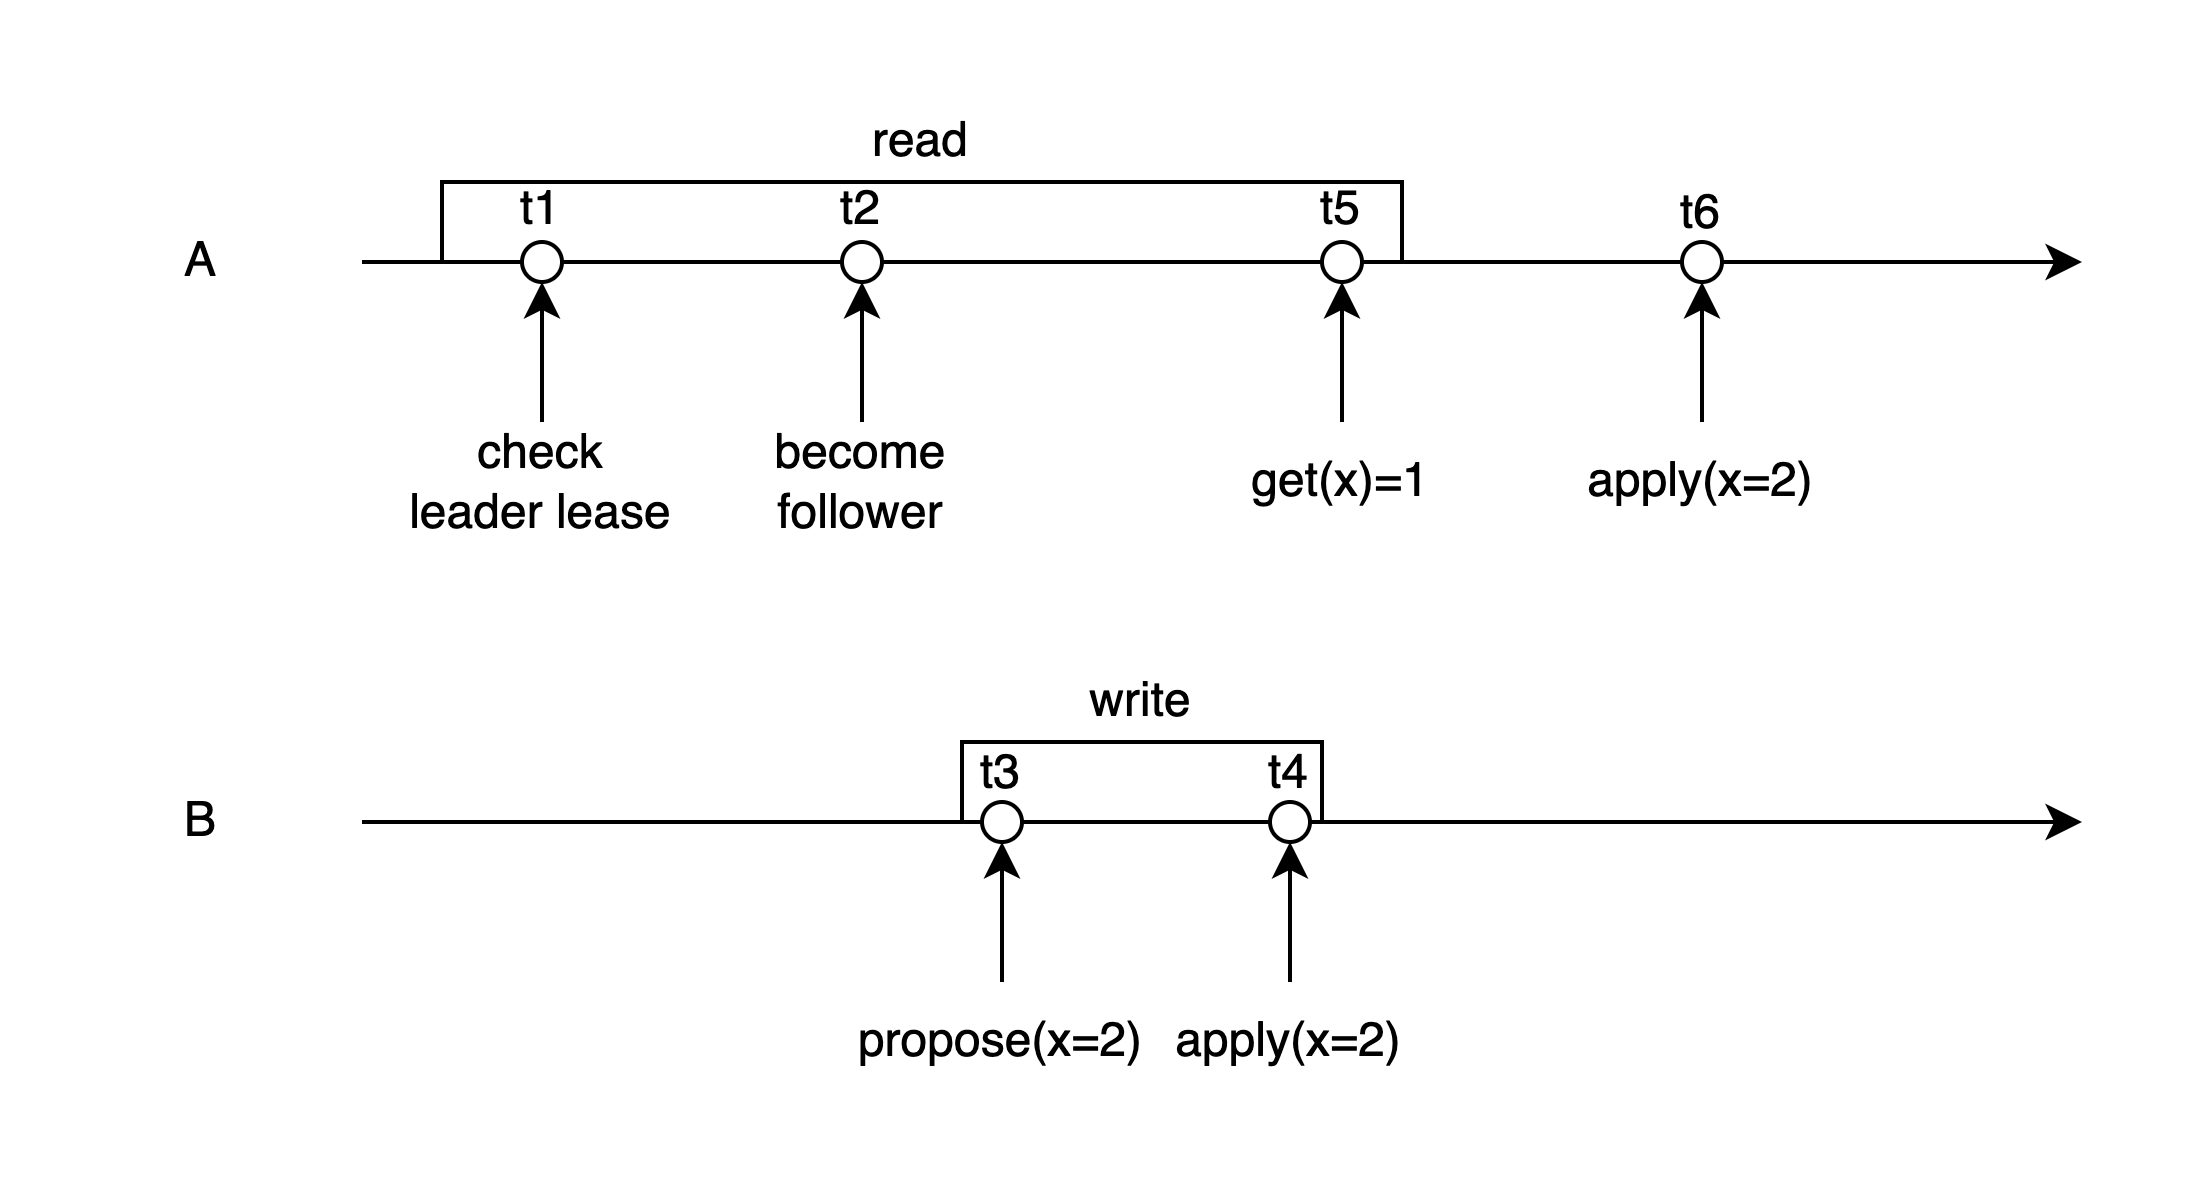 read
t1 t2 t5 t6
A
check become
leader lease follower get(x)=1 apply(x=2)
write
t3 t4
B
propose(x=2) apply(x=2)